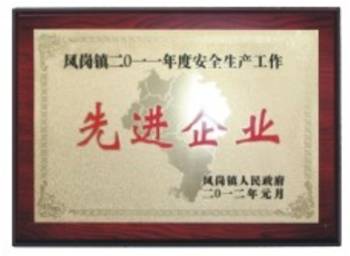 凤岗镇二〇一一年度安全生产工作
先进企业
凤岗镇人民政府
二〇一二年元月